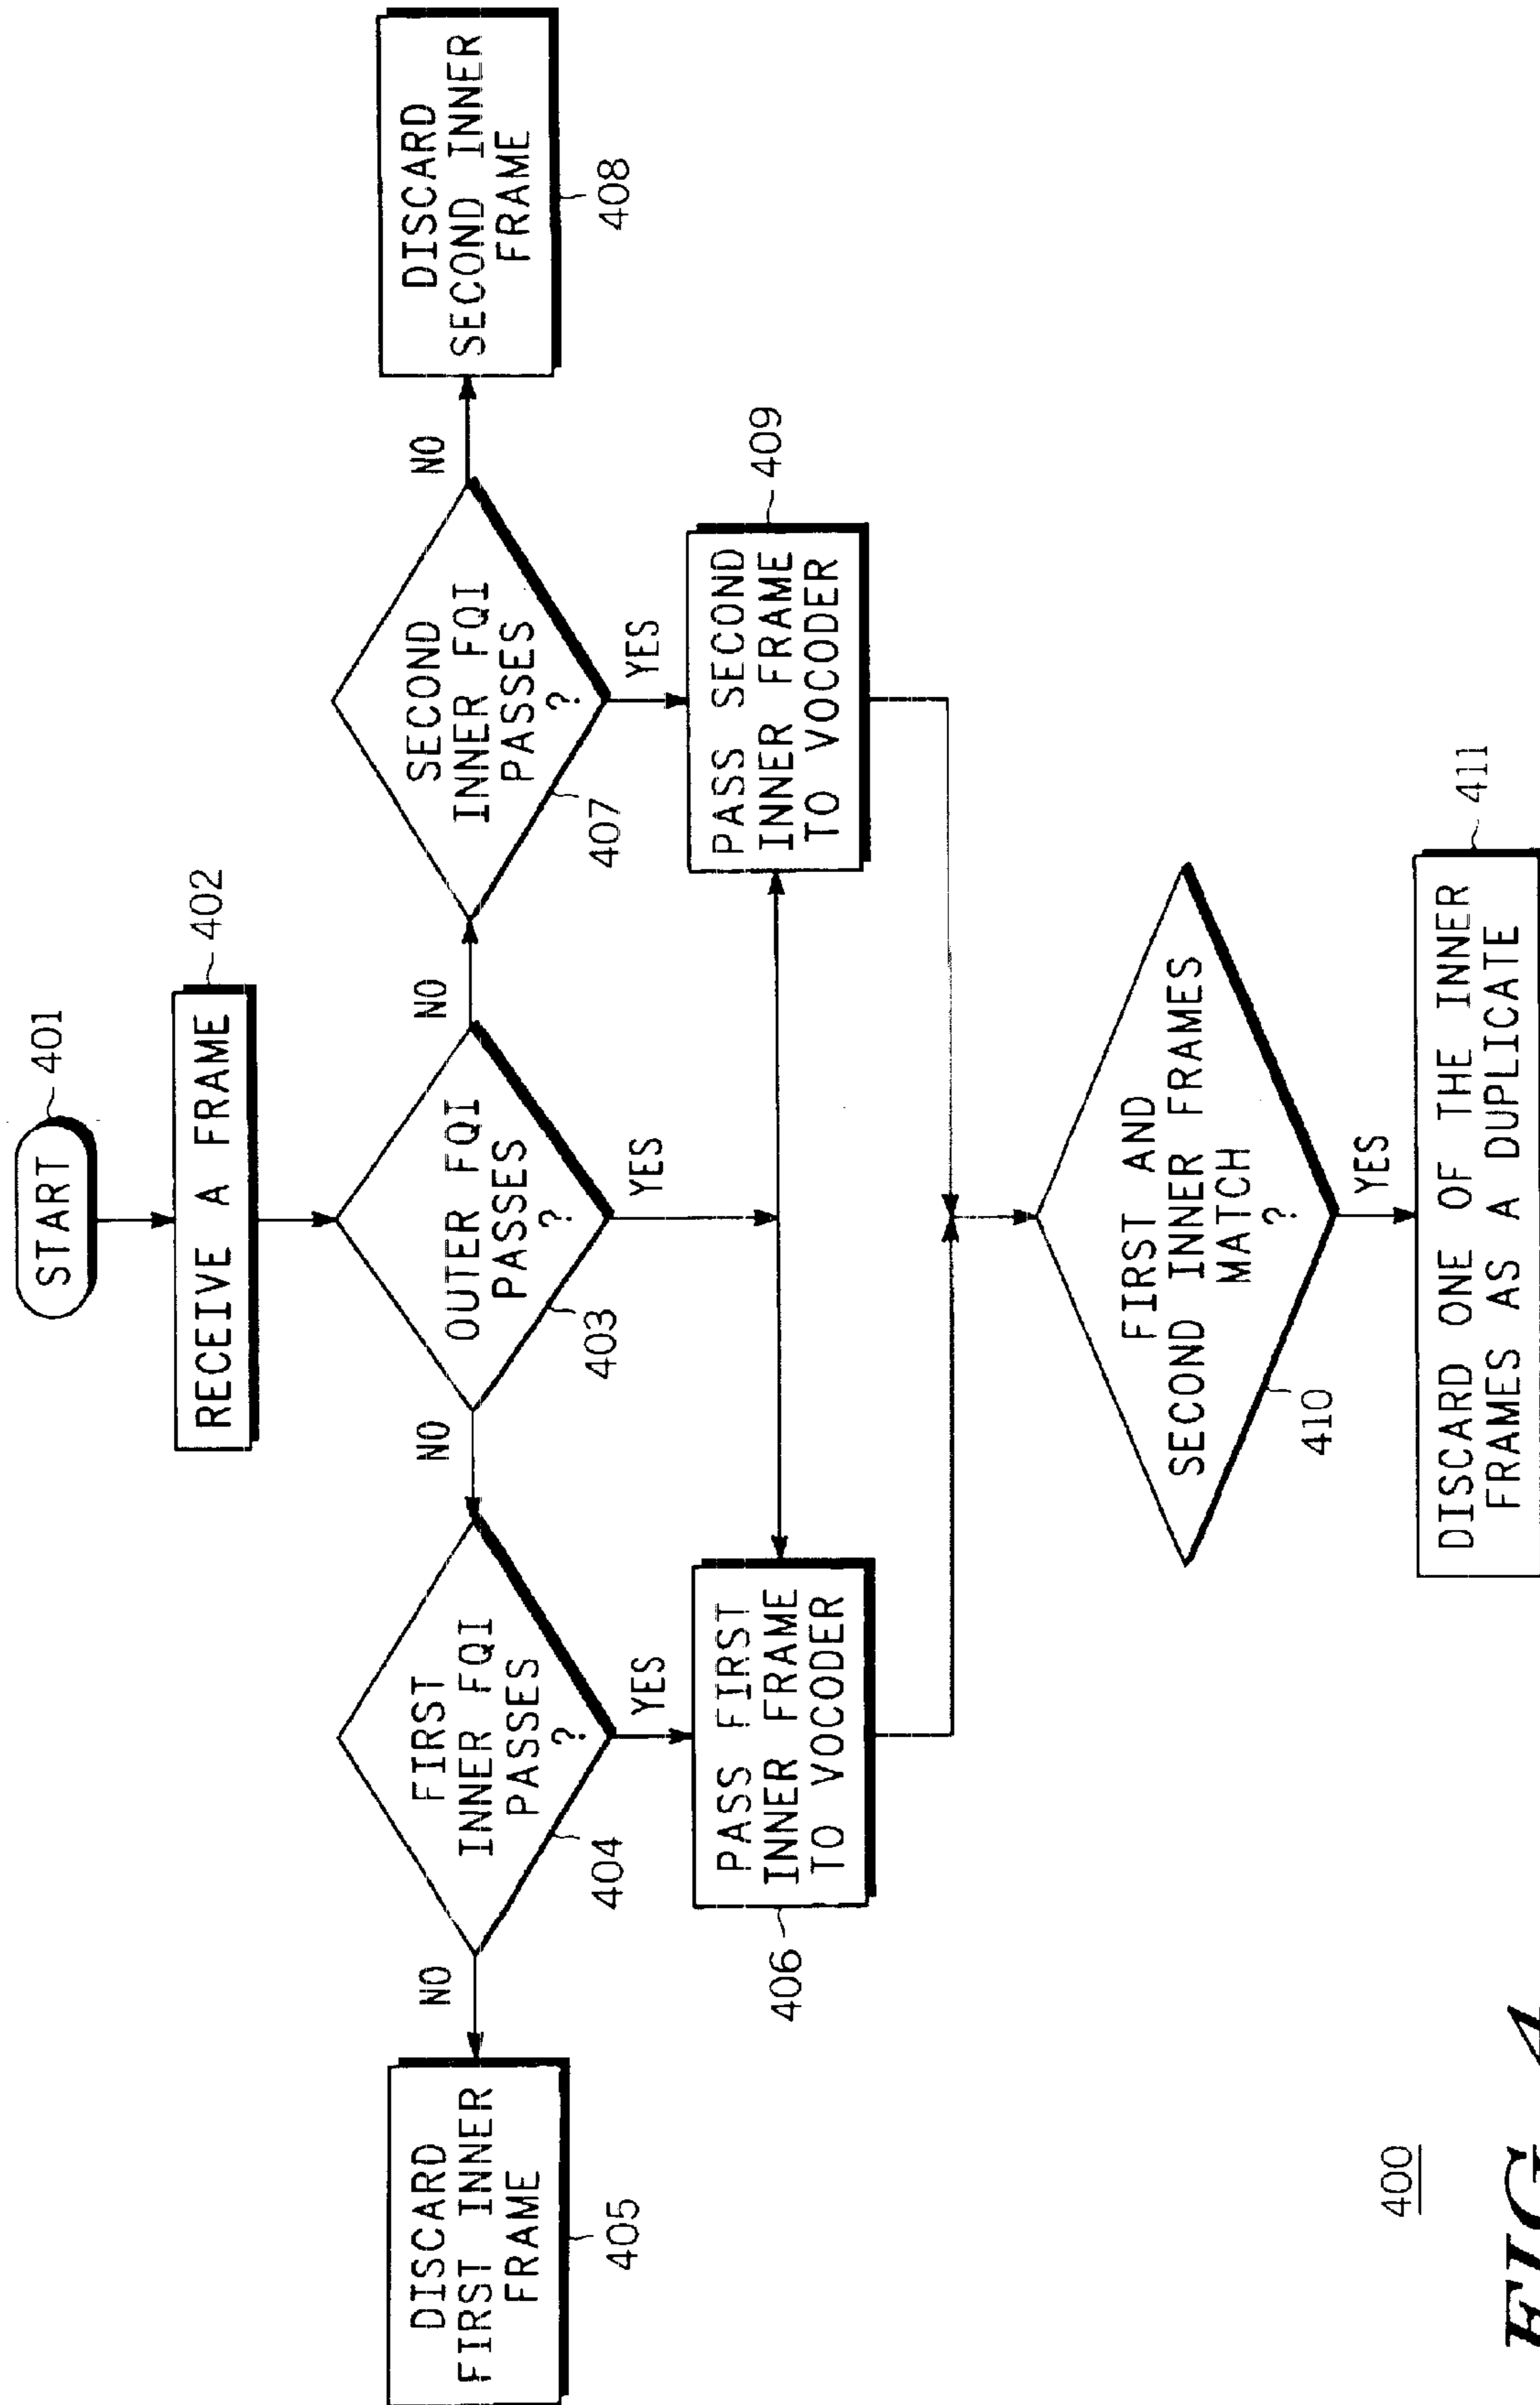 START
401
RECEIVE A FRAME
402
OUTER FQI
PASSES
?
403
NO
NO
YES
FIRST
INNER FQI
PASSES
?
404
NO
YES
DISCARD
FIRST INNER
FRAME
405
PASS FIRST
INNER FRAME
TO VOCODER
406
SECOND
INNER FQI
PASSES
?
407
NO
YES
DISCARD
SECOND INNER
FRAME
408
PASS SECOND
INNER FRAME
TO VOCODER
409
FIRST AND
SECOND INNER FRAMES
MATCH
?
410
YES
DISCARD ONE OF THE INNER
FRAMES AS A DUPLICATE
411
400
FIG. 4